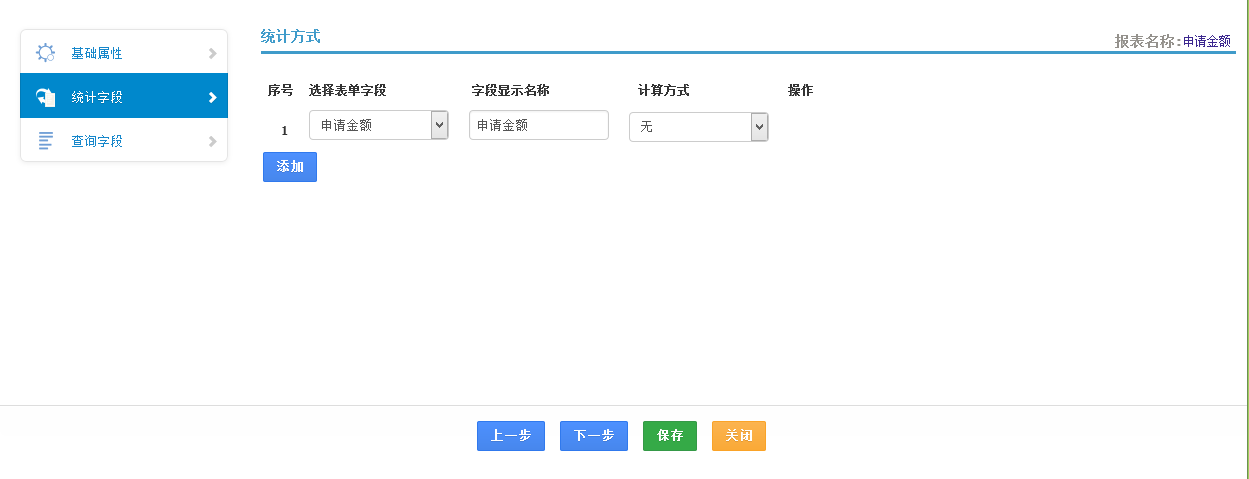 基础属性
统计字段
查询字段
统计方式
报表名称:申请金额
序号 选择表单字段 字段显示名称 计算方式 操作
1 申请金额 申请金额 无
添加
上一步 下一步 保存 关闭